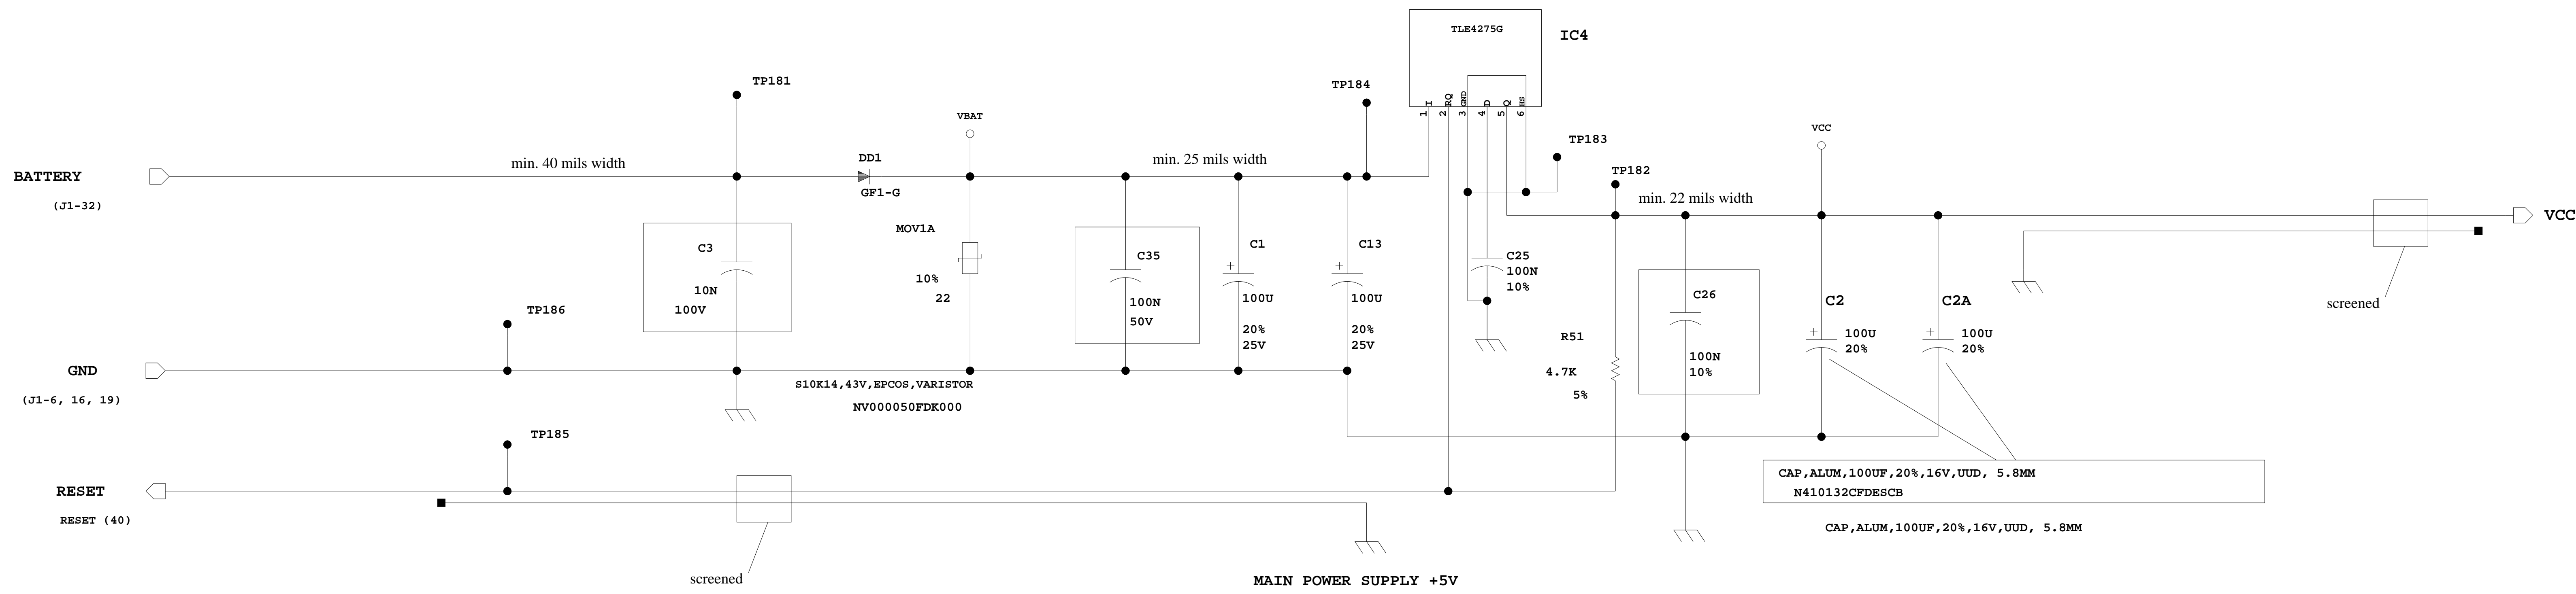 TLE4275G
IC4
TP181
TP184
I
RQ
GND
D
Q
HS
1
2
3
4
5
6
VBAT
VCC
TP183
DD1
min. 40 mils width
min. 25 mils width
TP182
BATTERY
GF1-G
min. 22 mils width
(J1-32)
VCC
MOV1A
C3
C35
C1
C13
C25
100N
10%
10%
22
10N
100V
100N
50V
100U
20%
25V
100U
20%
25V
C26
C2
C2A
screened
TP186
R51
100U
20%
100U
20%
100N
10%
4.7K
5%
GND
(J1-6, 16, 19)
S10K14,43V,EPCOS,VARISTOR
NV000050FDK000
TP185
CAP,ALUM,100UF,20%,16V,UUD, 5.8MM
N410132CFDESCB
RESET
RESET (40)
CAP,ALUM,100UF,20%,16V,UUD, 5.8MM
screened
MAIN POWER SUPPLY +5V